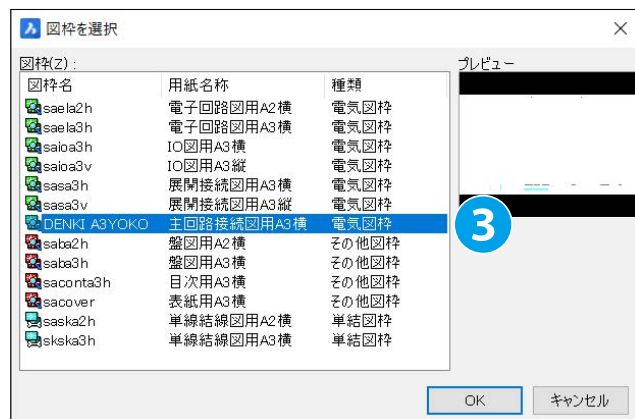 図枠を選択
図枠(Z):
プレビュー
図枠名 用紙名称 種類
saela2h 電子回路図用A2横 電気図枠
saela3h 電子回路図用A3横 電気図枠
saioa3h IO図用A3横 電気図枠
saioa3v IO図用A3縦 電気図枠
sasa3h 展開接続図用A3横 電気図枠
sasa3v 展開接続図用A3縦 電気図枠
DENKI A3YOKO 主回路接続図用A3横 電気図枠
3
saba2h 盤図用A2横 その他図枠
saba3h 盤図用A3横 その他図枠
saconta3h 目次用A3横 その他図枠
sacover 表紙用A3横 その他図枠
saska2h 単線結線図用A2横 単結図枠
skska3h 単線結線図用A3横 単結図枠
OK キャンセル